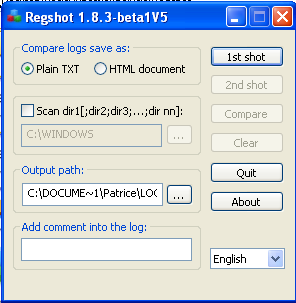 Regshot 1.8.3-beta1V5
Compare logs save as:
Plain TXT
HTML document
1st shot
2nd shot
Scan dir1[;dir2;dir3;...;dir nn]:
C:\WINDOWS
...
Compare
Clear
Output path:
C:\DOCUME~1\Patrice\LOC
...
Quit
About
Add comment into the log:
English